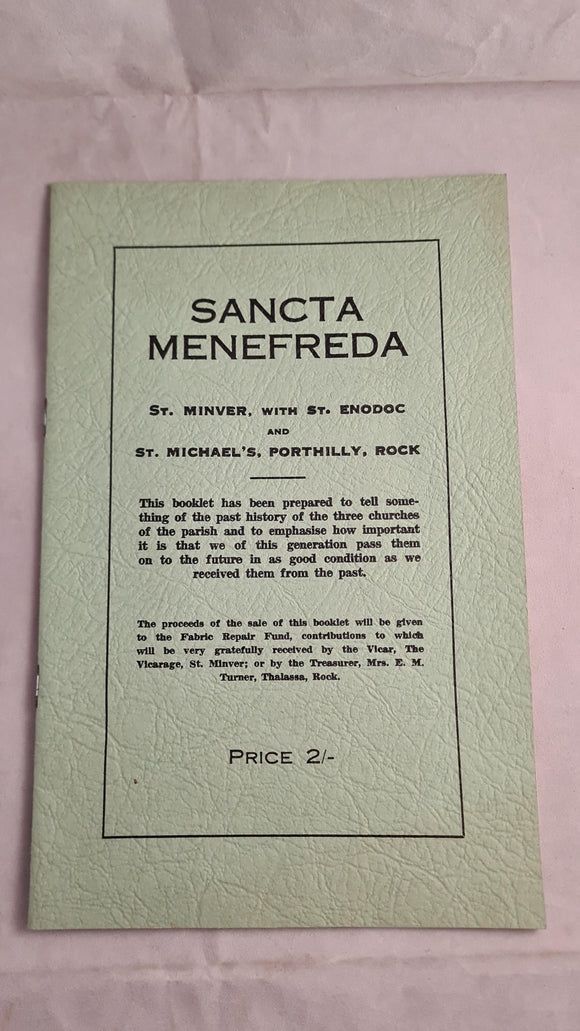 SANCTA
MENEFREDA
ST. MINVER, WITH ST. ENODOC
AND
ST. MICHAEL'S, PORTHILLY, ROCK
This booklet has been prepared to tell some-
thing of the past history of the three churches
of the parish and to emphasise how important
it is that we of this generation pass them
on to the future in as good condition as we
received them from the past.
The proceeds of the sale of this booklet will be given
to the Fabric Repair Fund, contributions to which
will be very gratefully received by the Vicar, The
Vicarage, St. Minver; or by the Treasurer, Mrs. E. M.
Turner, Thalassa, Rock.
PRICE 2/-